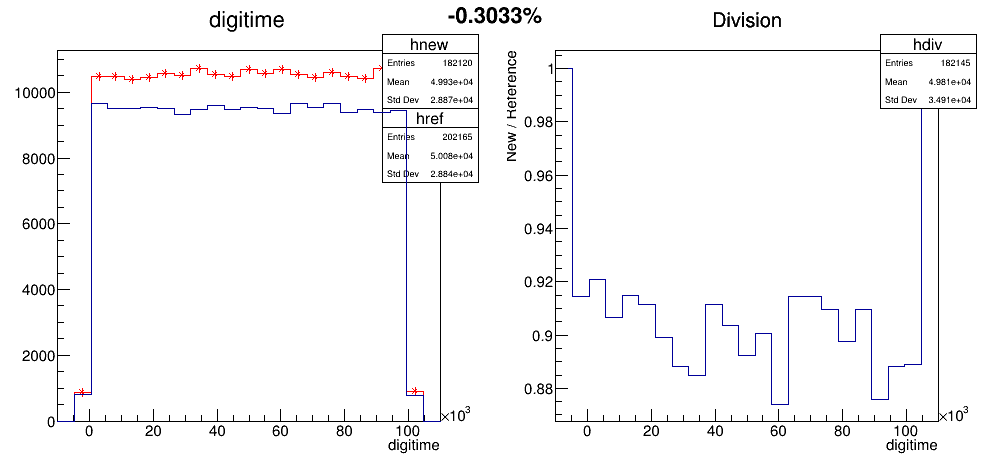 digitime
-0.3033%
Division
hnew
Entries 182120
Mean 4.993e+04
Std Dev 2.887e+04
href
Entries 202165
Mean 5.008e+04
Std Dev 2.884e+04
10000
8000
6000
4000
2000
0
0 20 40 60 80 100
×10³
digitime
hdiv
Entries 182145
Mean 4.981e+04
Std Dev 3.491e+04
New / Reference
1
0.98
0.96
0.94
0.92
0.9
0.88
0 20 40 60 80 100
×10³
digitime